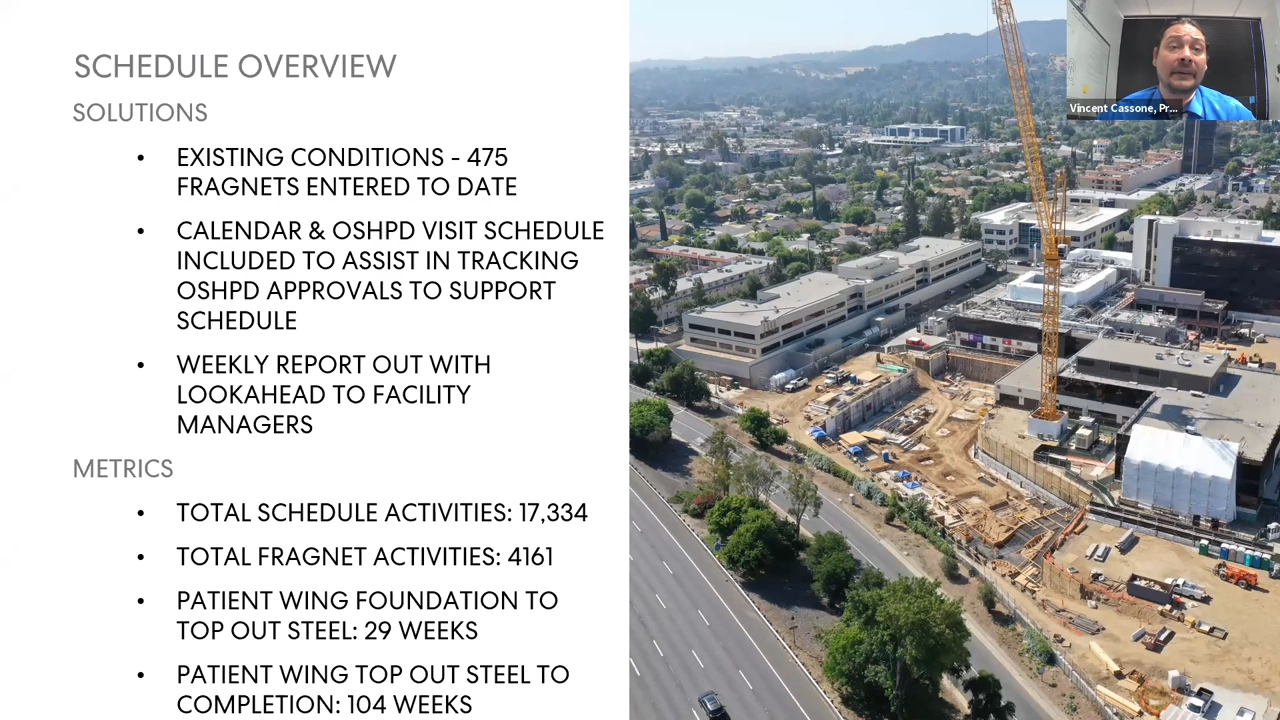 SCHEDULE OVERVIEW
SOLUTIONS
• EXISTING CONDITIONS - 475
FRAGNETS ENTERED TO DATE
• CALENDAR & OSHPD VISIT SCHEDULE
INCLUDED TO ASSIST IN TRACKING
OSHPD APPROVALS TO SUPPORT
SCHEDULE
• WEEKLY REPORT OUT WITH
LOOKAHEAD TO FACILITY
MANAGERS
METRICS
• TOTAL SCHEDULE ACTIVITIES: 17,334
• TOTAL FRAGNET ACTIVITIES: 4161
• PATIENT WING FOUNDATION TO
TOP OUT STEEL: 29 WEEKS
• PATIENT WING TOP OUT STEEL TO
COMPLETION: 104 WEEKS
Vincent Cassone, Pr...